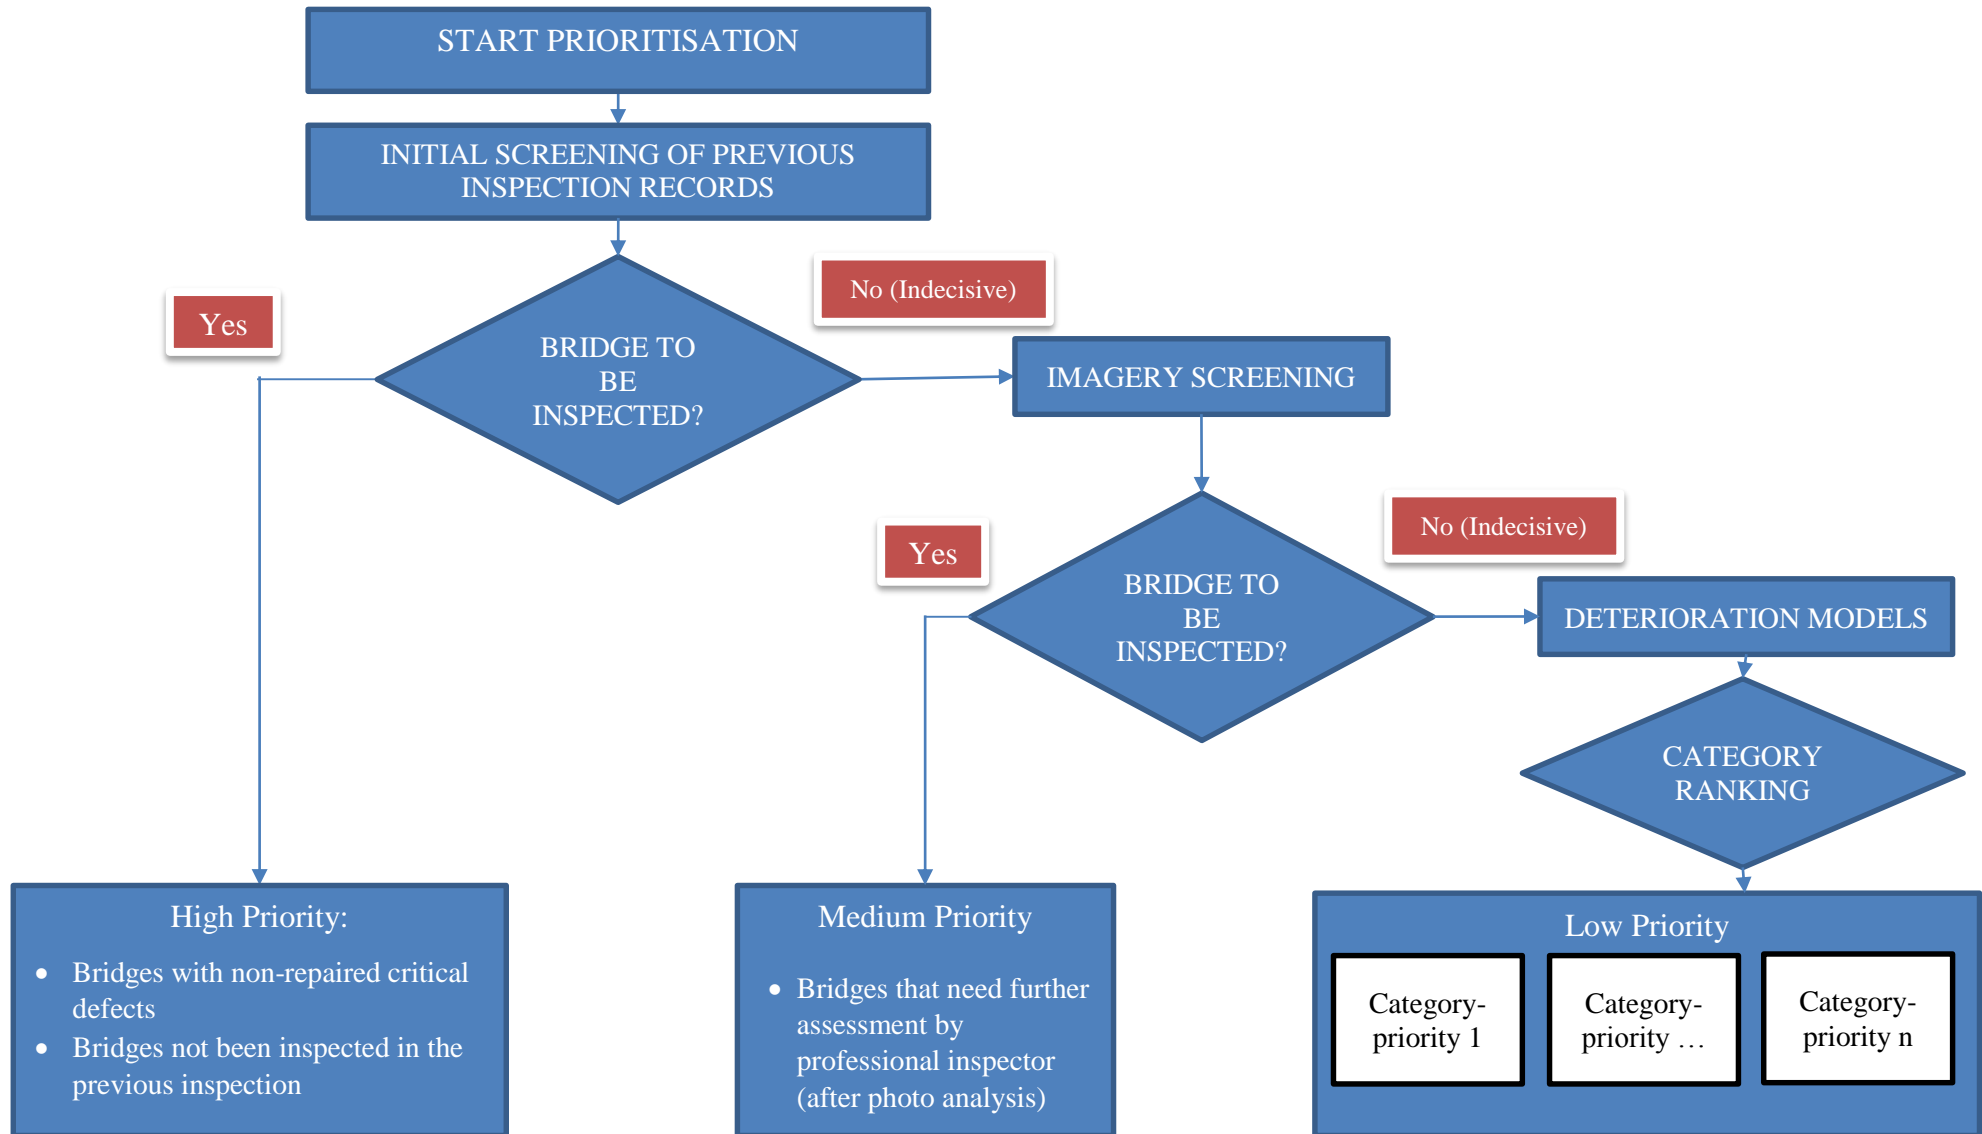 START PRIORITISATION
INITIAL SCREENING OF PREVIOUS
INSPECTION RECORDS
No (Indecisive)
Yes
BRIDGE TO
BE
INSPECTED?
IMAGERY SCREENING
No (Indecisive)
Yes
BRIDGE TO
BE
INSPECTED?
DETERIORATION MODELS
CATEGORY
RANKING
High Priority:
• Bridges with non-repaired critical
defects
• Bridges not been inspected in the
previous inspection
Medium Priority
• Bridges that need further
assessment by
professional inspector
(after photo analysis)
Low Priority
Category-
priority 1
Category-
priority …
Category-
priority n